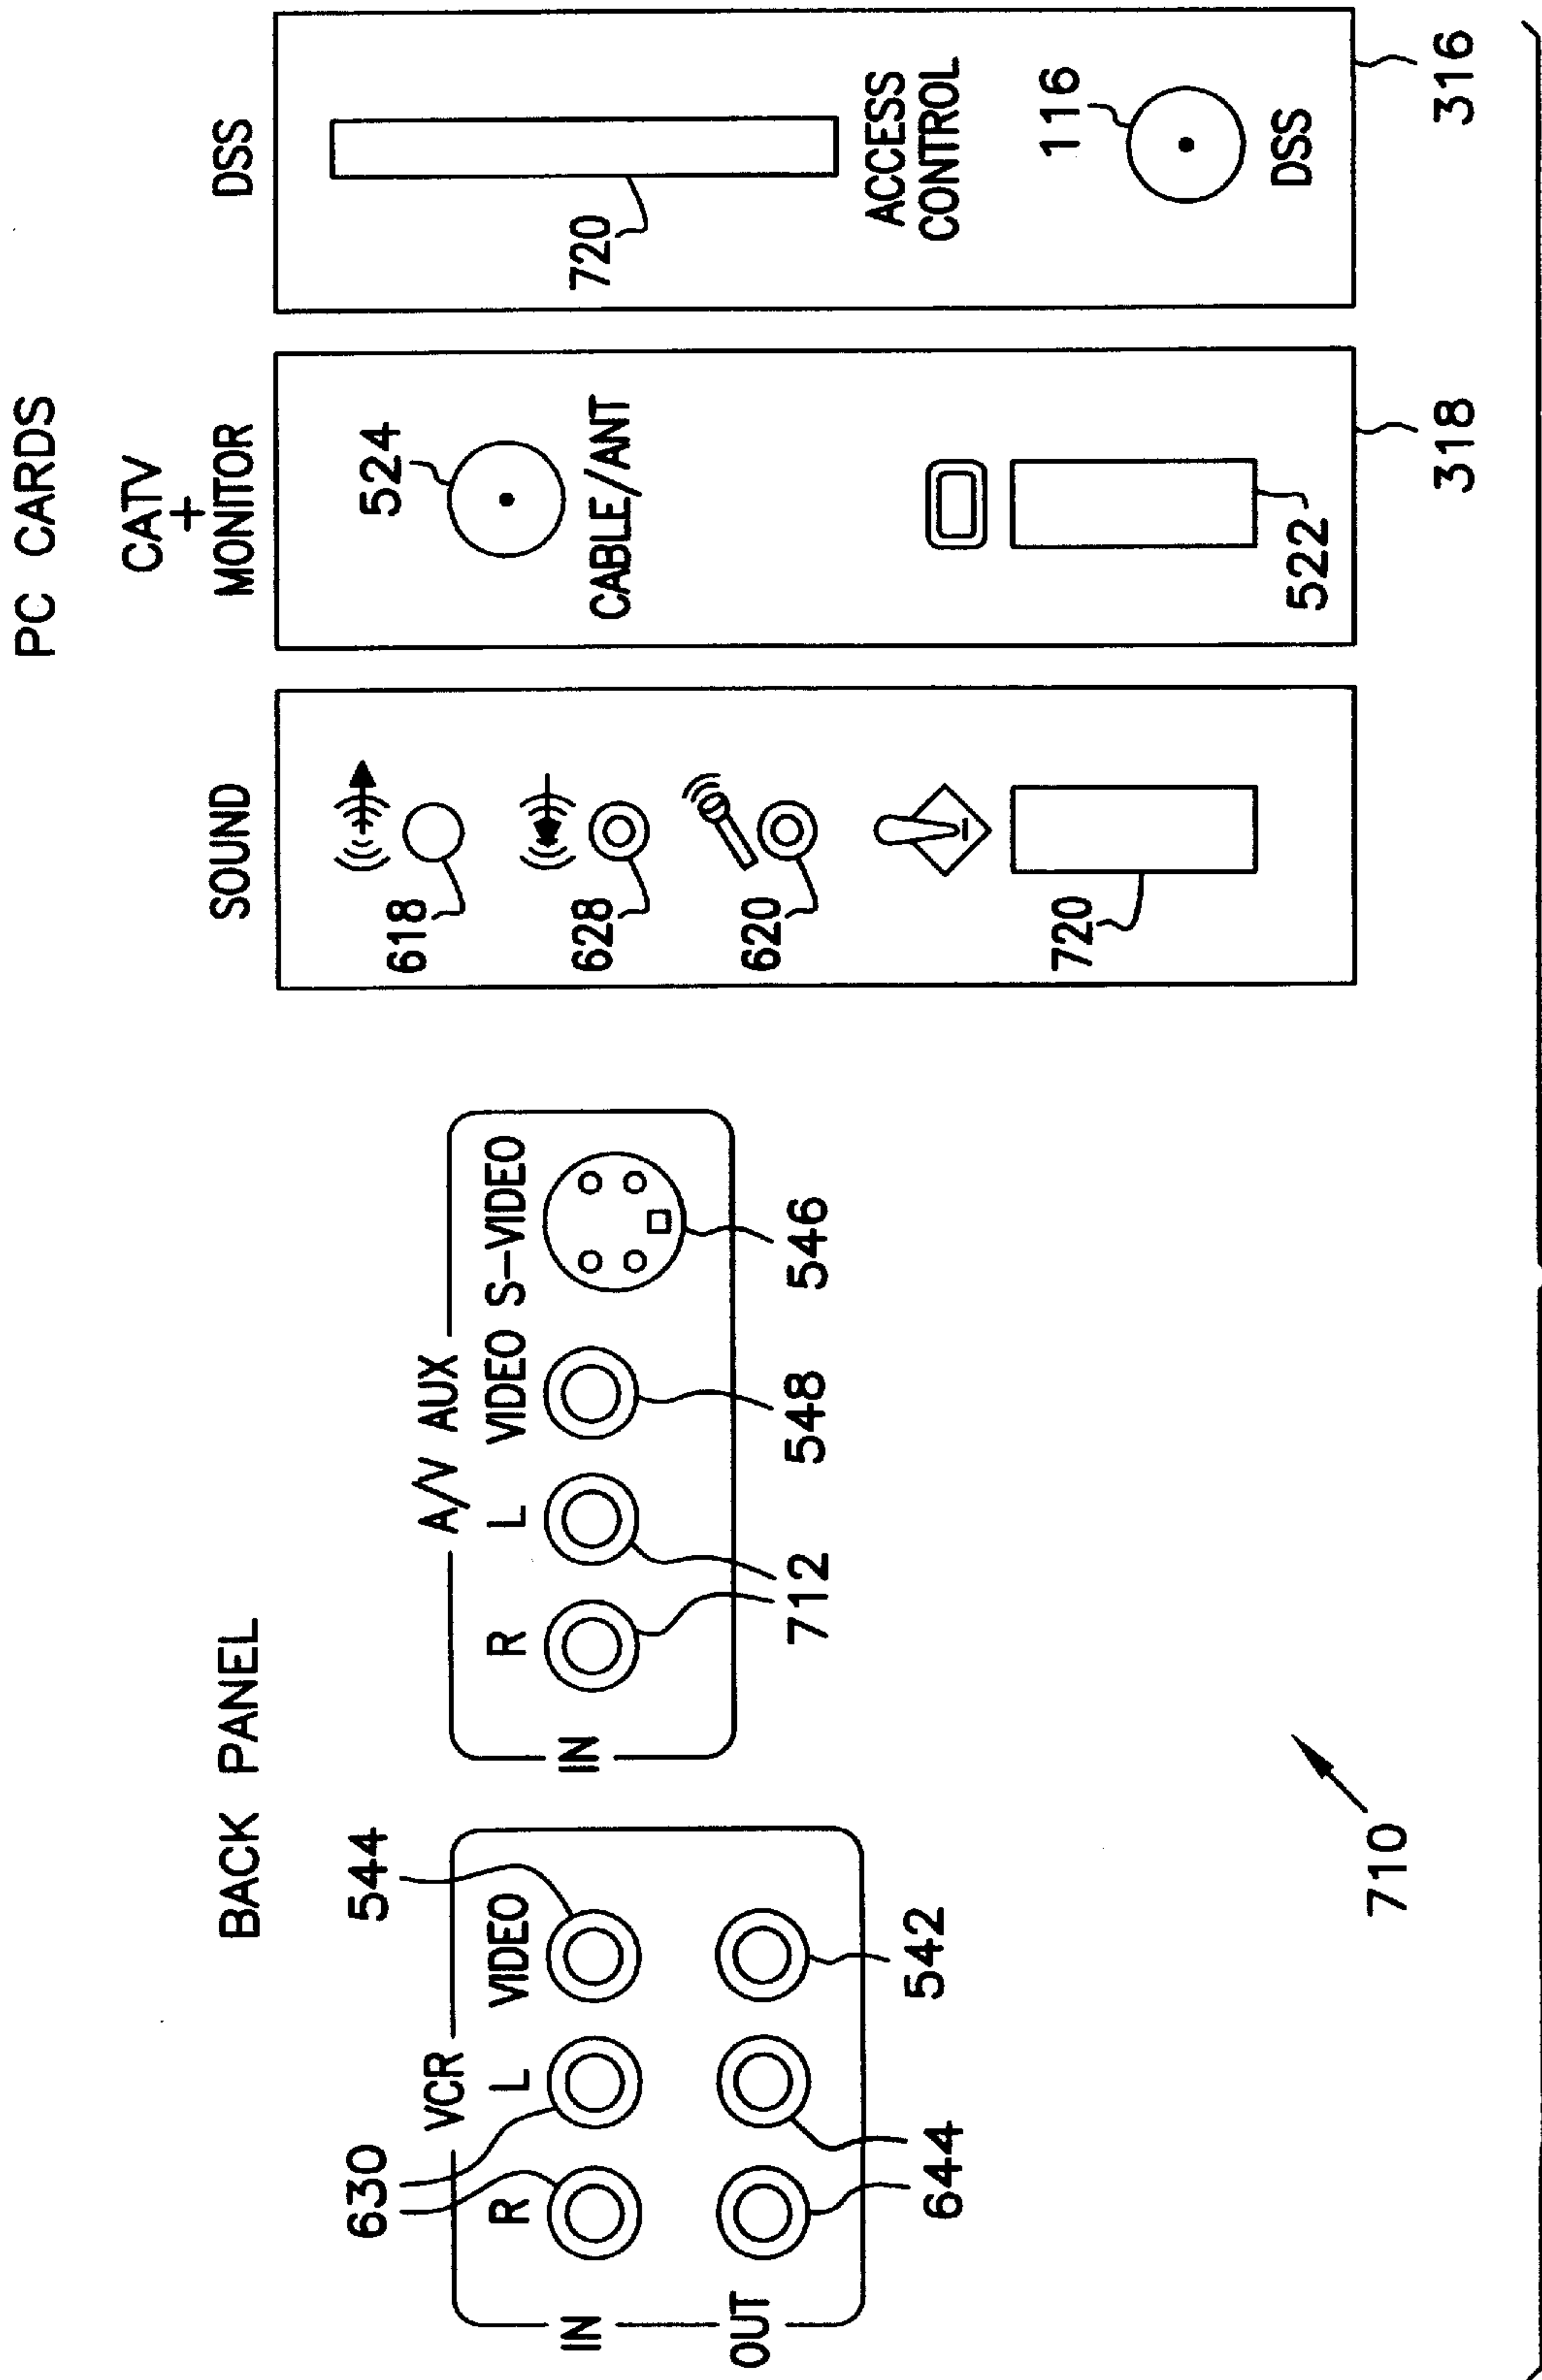 PC CARDS
BACK PANEL
SOUND
CATV
+
MONITOR
DSS
VCR
R
L
VIDEO
IN
OUT
630
544
644
542
A/V AUX
R
L
VIDEO
S-VIDEO
IN
712
548
546
618
628
620
720
524
CABLE/ANT
522
318
720
ACCESS
CONTROL
116
DSS
316
710